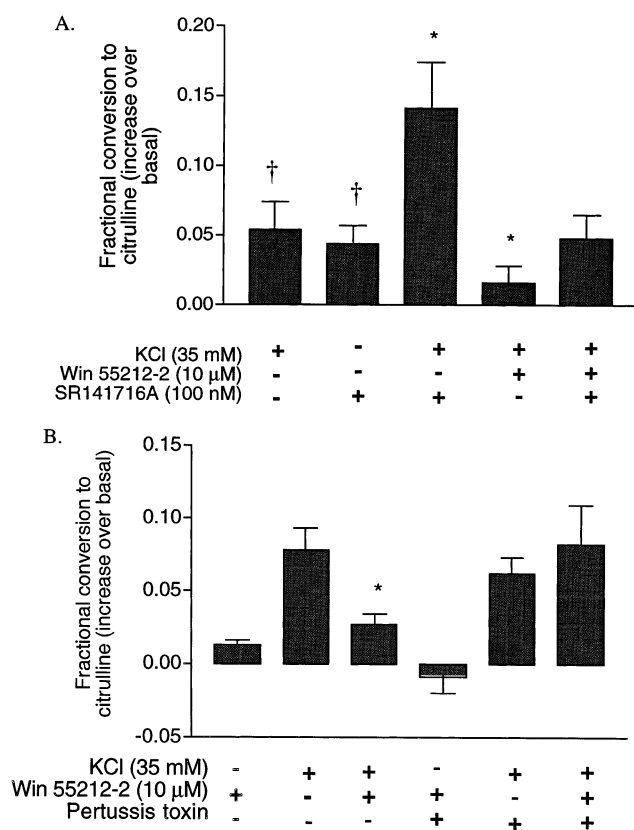 A.
Fractional conversion to
citrulline (increase over
basal)
0.20
0.15
0.10
0.05
0.00
†
†
*
*
KCl (35 mM) + - + + +
Win 55212-2 (10 µM) - - - + +
SR141716A (100 nM) - + + - +
B.
Fractional conversion to
citrulline (increase over basal)
0.15
0.10
0.05
0.00
-0.05
*
KCl (35 mM) - + + - + +
Win 55212-2 (10 µM) + - + + - +
Pertussis toxin - - - + + +